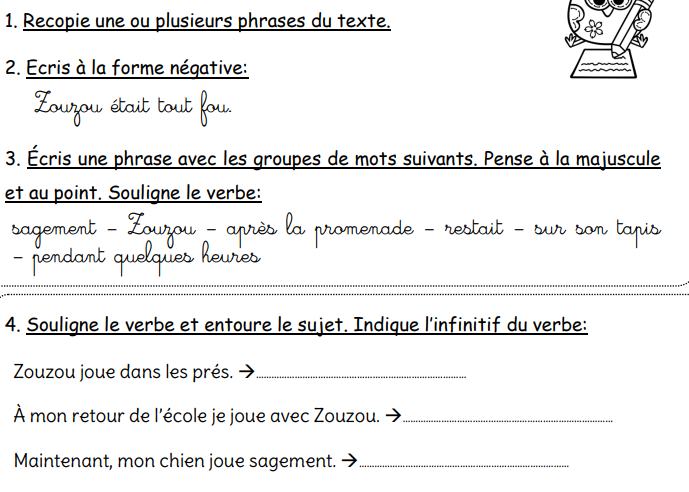 1. Recopie une ou plusieurs phrases du texte.
2. Ecris à la forme négative:
Zouzou était tout fou.
3. Écris une phrase avec les groupes de mots suivants. Pense à la majuscule
et au point. Souligne le verbe:
sagement – Zouzou – après la promenade – restait – sur son tapis
– pendant quelques heures
4. Souligne le verbe et entoure le sujet. Indique l'infinitif du verbe:
Zouzou joue dans les prés. →
À mon retour de l'école je joue avec Zouzou. →
Maintenant, mon chien joue sagement. →